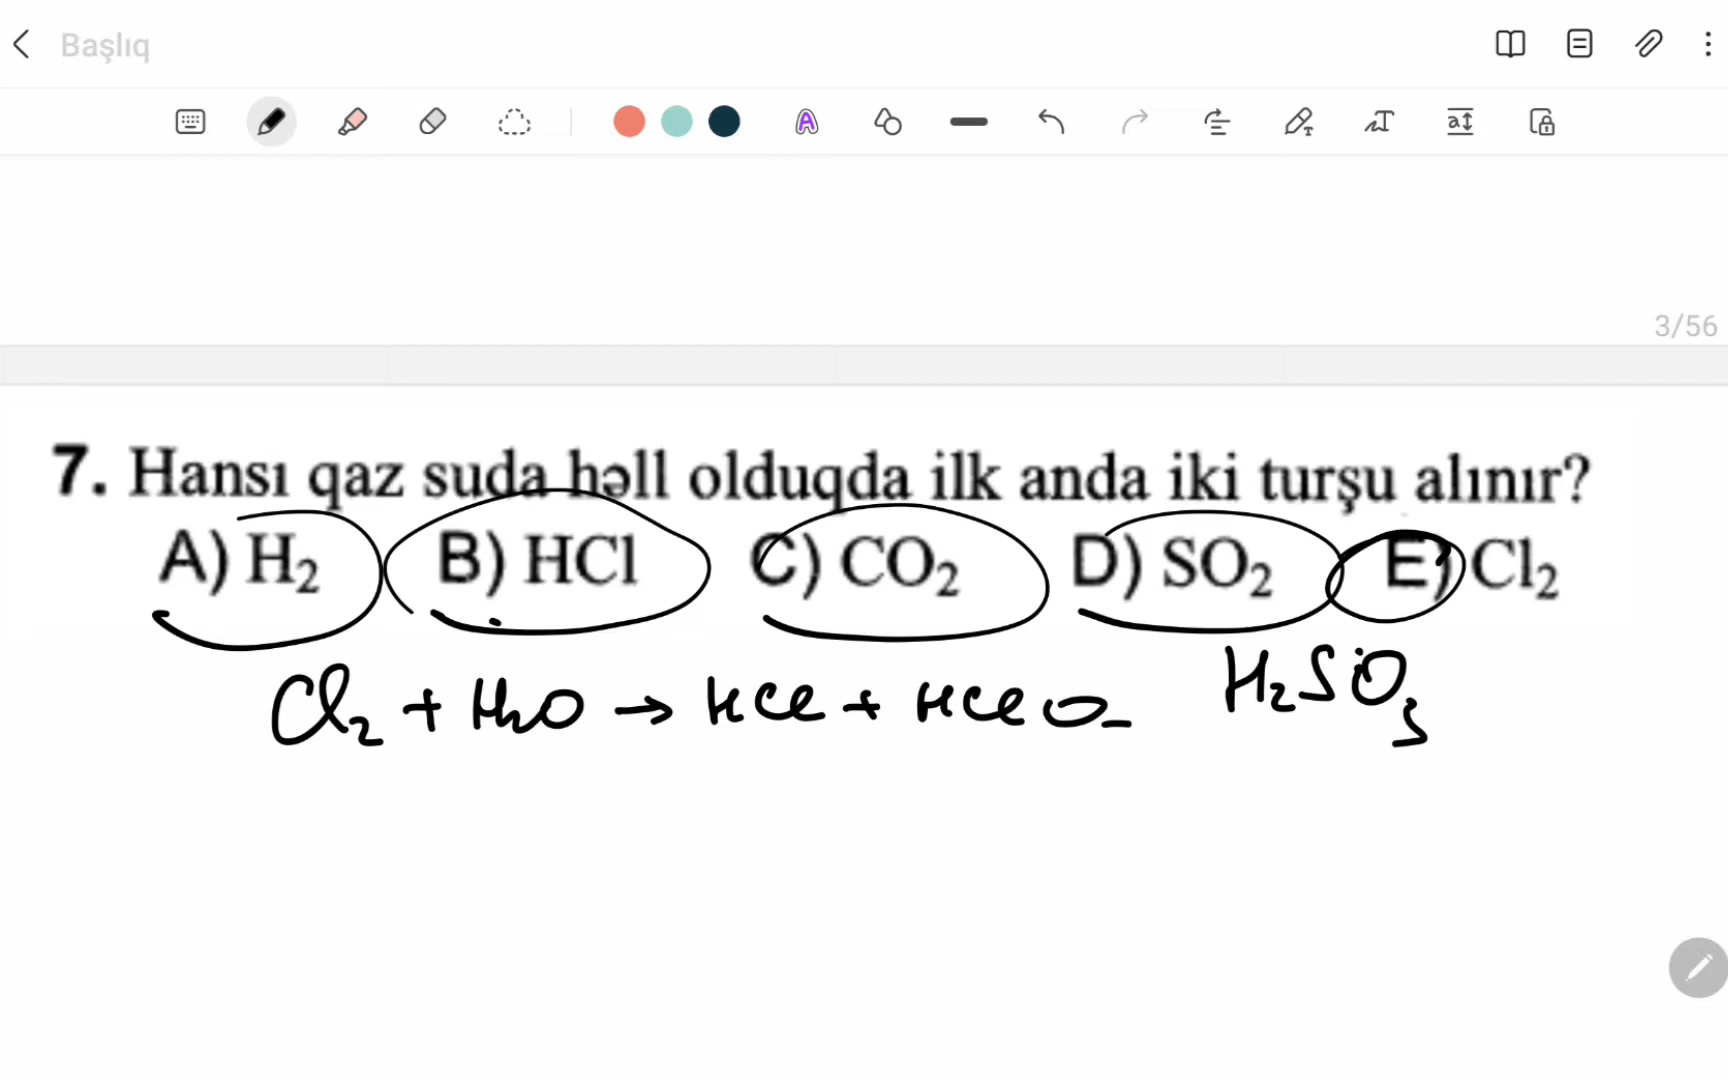 Başlıq
3/56
7. Hansı qaz suda həll olduqda ilk anda iki turşu alınır?
A) H₂ B) HCl C) CO₂ D) SO₂ E) Cl₂
Cl₂ + H₂O → HCl + HClO H₂SO₃